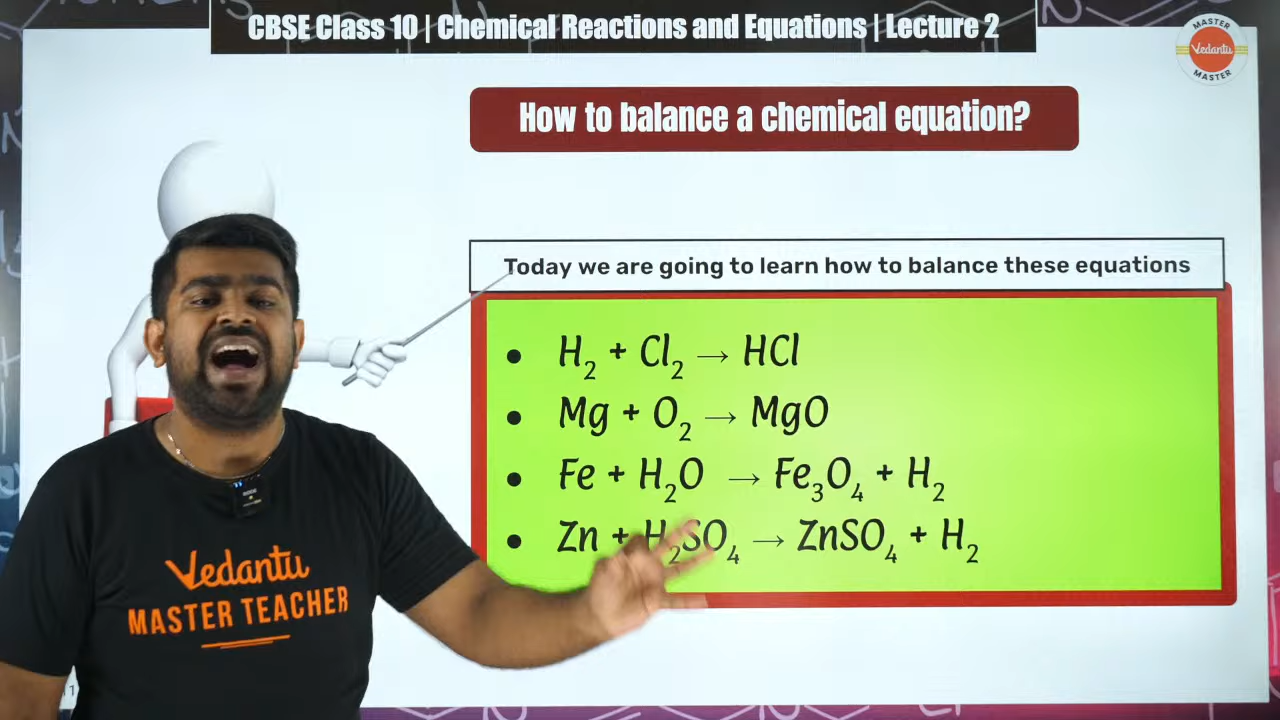 CBSE Class 10 | Chemical Reactions and Equations | Lecture 2
MASTER
Vedantu
MASTER
How to balance a chemical equation?
Today we are going to learn how to balance these equations
• H₂ + Cl₂ → HCl
• Mg + O₂ → MgO
• Fe + H₂O → Fe₃O₄ + H₂
• Zn + H₂SO₄ → ZnSO₄ + H₂
Vedantu
MASTER TEACHER